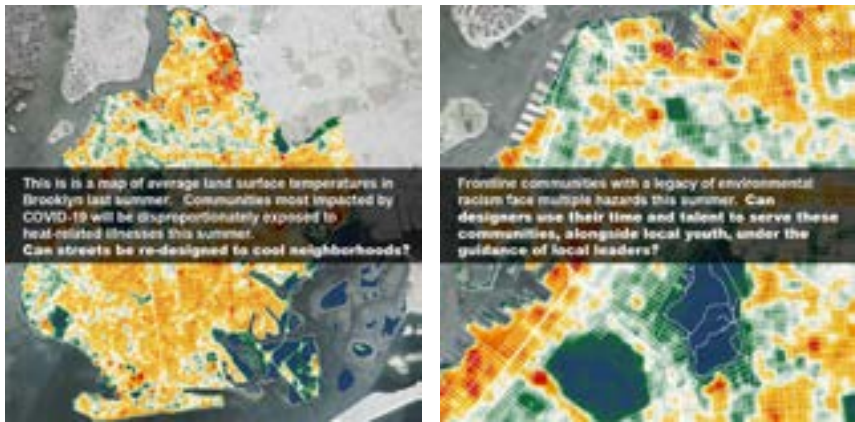 This is is a map of average land surface temperatures in
Brooklyn last summer. Communities most impacted by
COVID-19 will be disproportionately exposed to
heat-related illnesses this summer.
Can streets be re-designed to cool neighborhoods?
Frontline communities with a legacy of environmental
racism face multiple hazards this summer. Can
designers use their time and talent to serve these
communities, alongside local youth, under the
guidance of local leaders?